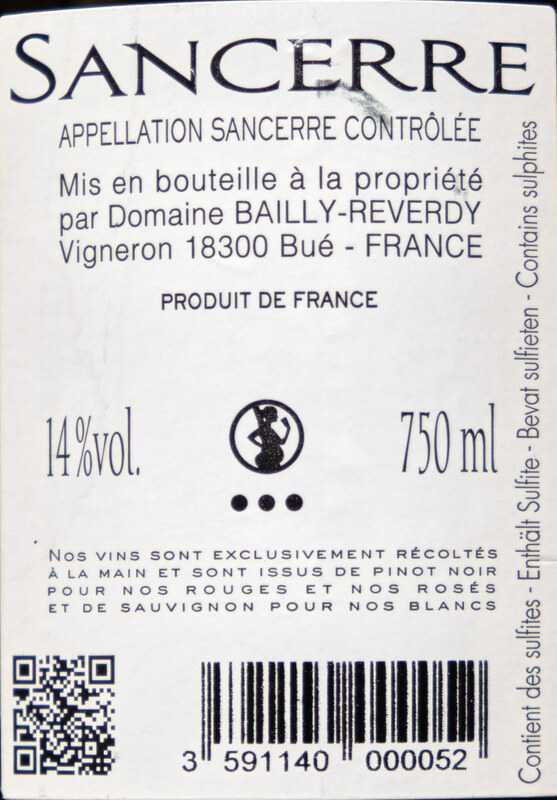 SANCERRE
APPELLATION SANCERRE CONTRÔLÉE
Mis en bouteille à la propriété
par Domaine BAILLY-REVERDY
Vigneron 18300 Bué - FRANCE
PRODUIT DE FRANCE
14%vol.
750 ml
NOS VINS SONT EXCLUSIVEMENT RÉCOLTÉS
À LA MAIN ET SONT ISSUS DE PINOT NOIR
POUR NOS ROUGES ET NOS ROSÉS
ET DE SAUVIGNON POUR NOS BLANCS
3 591140 000052
Contient des sulfites - Enthält Sulfite - Bevat sulfieten - Contains sulphites